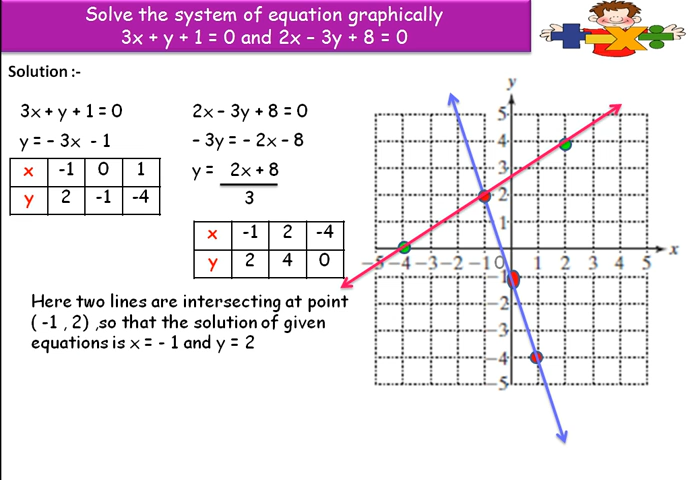 Solve the system of equation graphically
3x + y + 1 = 0 and 2x – 3y + 8 = 0
Solution :-
3x + y + 1 = 0
y = - 3x - 1
x -1 0 1
y 2 -1 -4
2x – 3y + 8 = 0
- 3y = - 2x – 8
y = 2x + 8
3
x -1 2 -4
y 2 4 0
Here two lines are intersecting at point
( -1 , 2) ,so that the solution of given
equations is x = - 1 and y = 2
y
5
4
3
2
1
-5 -4 -3 -2 -1 0 1 2 3 4 5 x
1
-2
-3
-4
-5